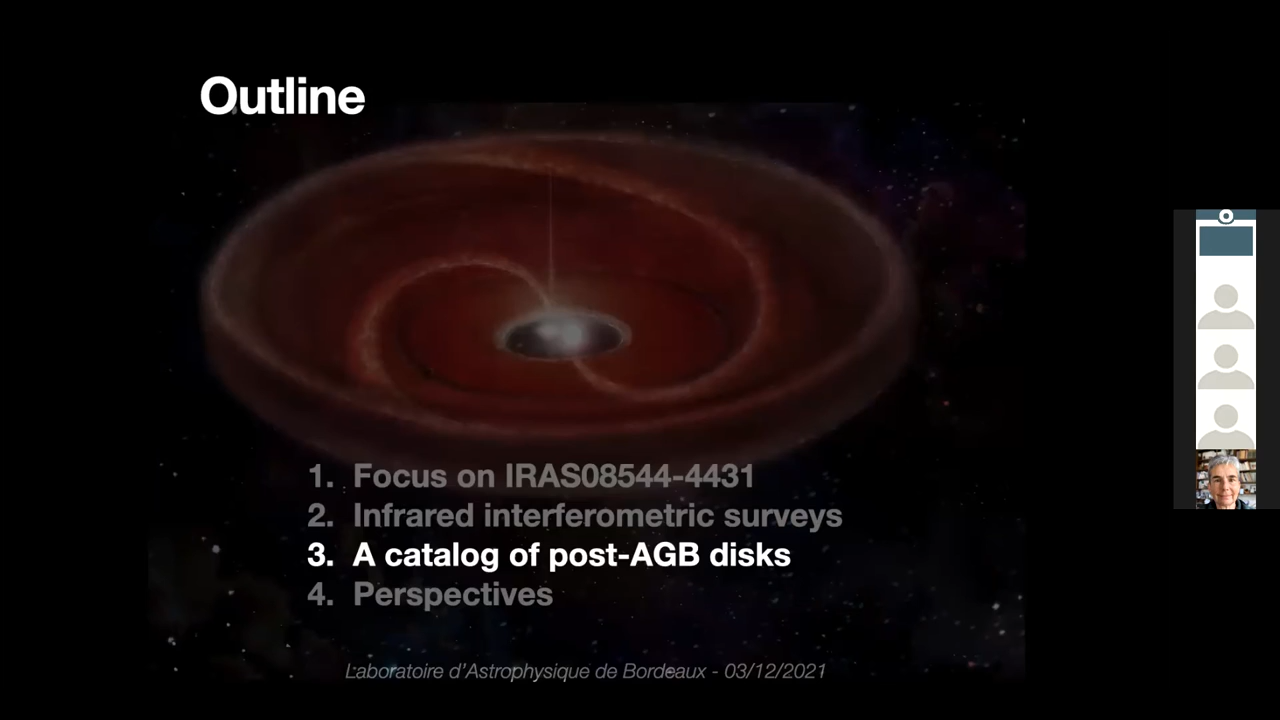 Outline
1. Focus on IRAS08544-4431
2. Infrared interferometric surveys
3. A catalog of post-AGB disks
4. Perspectives
Laboratoire d'Astrophysique de Bordeaux - 03/12/2021